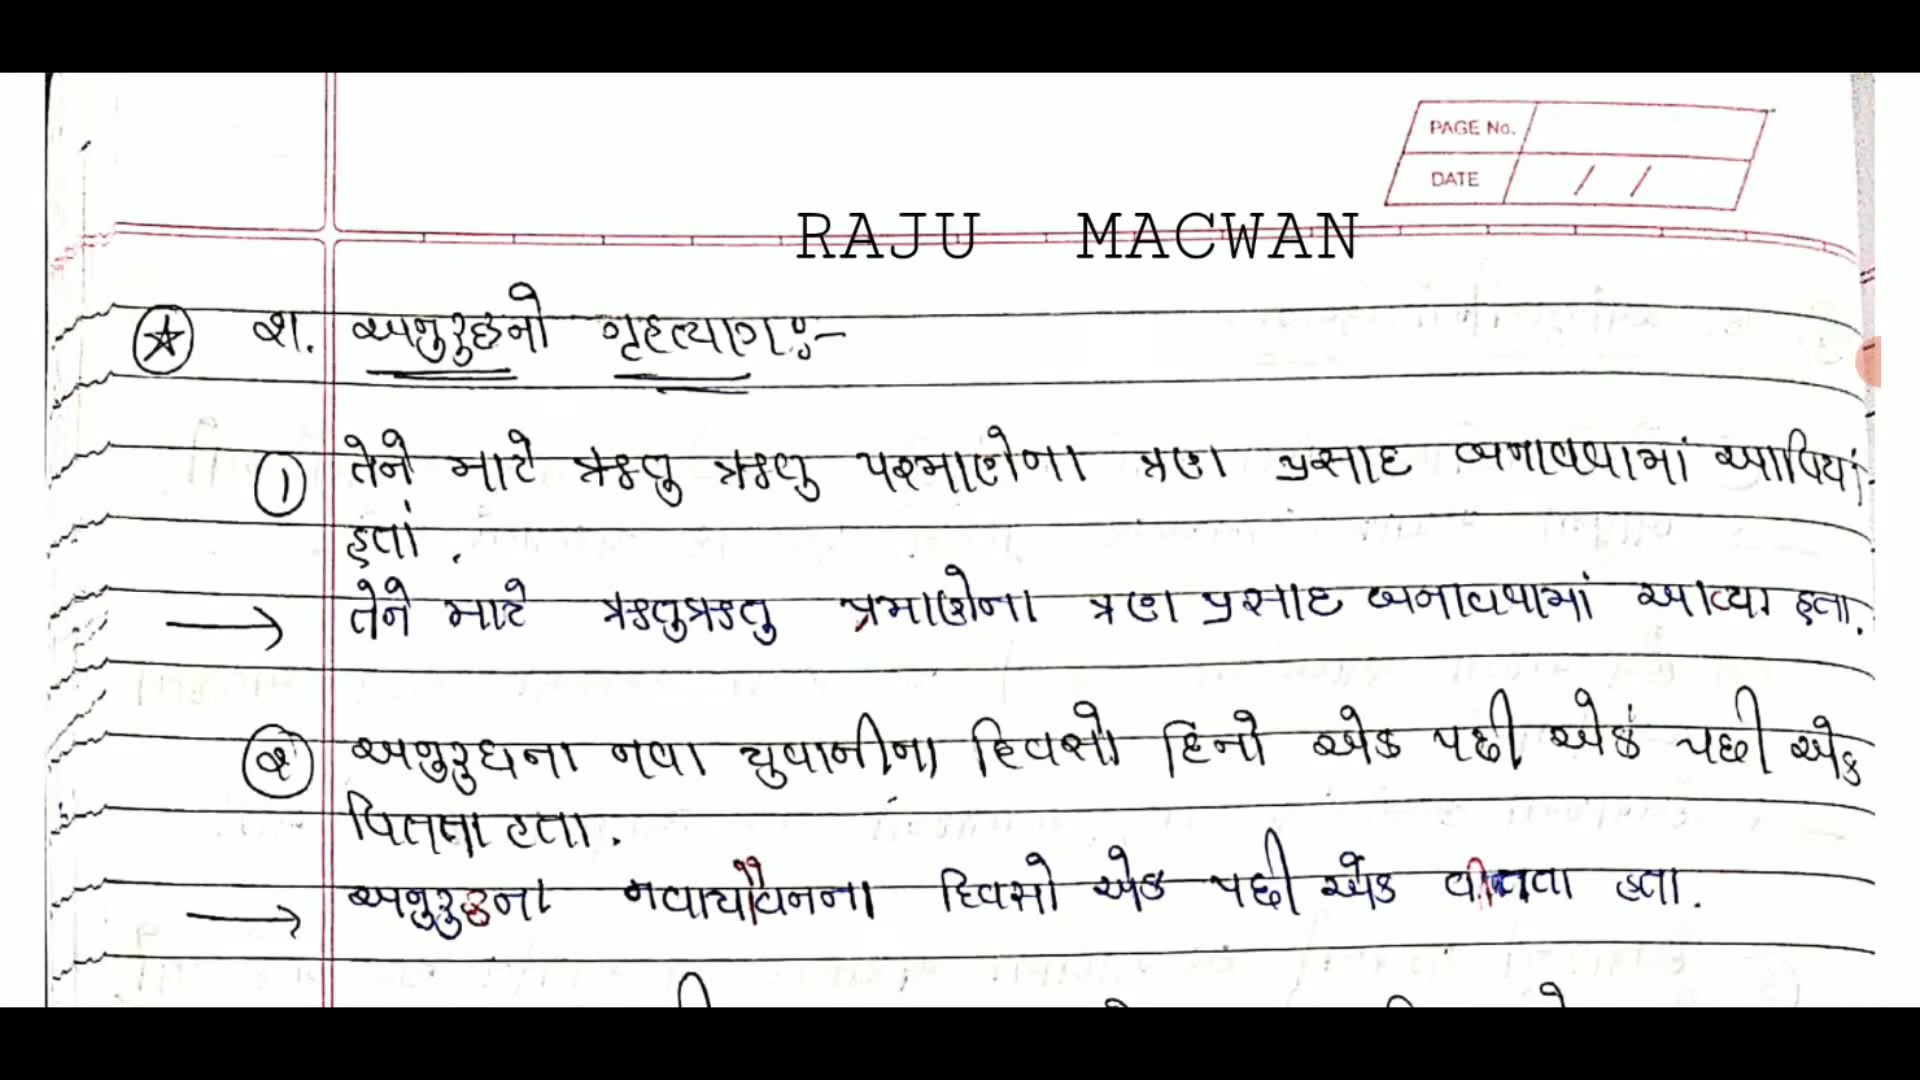 PAGE No.
DATE / /
RAJU MACWAN
૨. અનુરુદ્ધનો ગૃહત્યાગ :-
① તેને માટે ઋતુ ઋતુ પરમાણેના ત્રણ પ્રસાદ બનાવવામાં આવિયાં
હતાં .
→ તેને માટે ઋતુઋતુ પ્રમાણેના ત્રણ પ્રસાદ બનાવવામાં આવ્યા હતા.
② અનુરુધના નવા યુવાનીના દિવસો દિનો એક પછી એક પછી એક
વિતતા હતા.
→ અનુરુદ્ધના નવાયૌવનના દિવસો એક પછી એક વીતતા હતા.